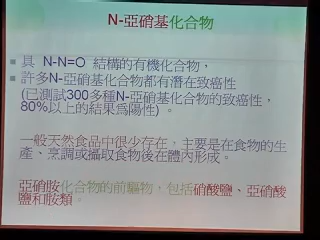 N-亞硝基化合物
具 N-N=O 結構的有機化合物，
許多N-亞硝基化合物都有潛在致癌性
(已測試300多種N-亞硝基化合物的致癌性，
80%以上的結果為陽性) 。
一般天然食品中很少存在，主要是在食物的生
產、烹調或攝取食物後在體內形成。
亞硝胺化合物的前驅物，包括硝酸鹽、亞硝酸
鹽和胺類。